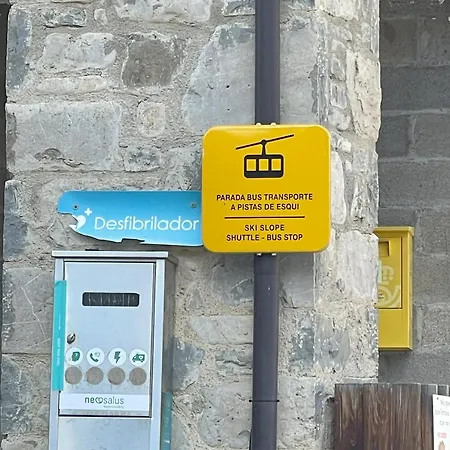 Desfibrilador
PARADA BUS TRANSPORTE
A PISTAS DE ESQUI
SKI SLOPE
SHUTTLE - BUS STOP
neosalus